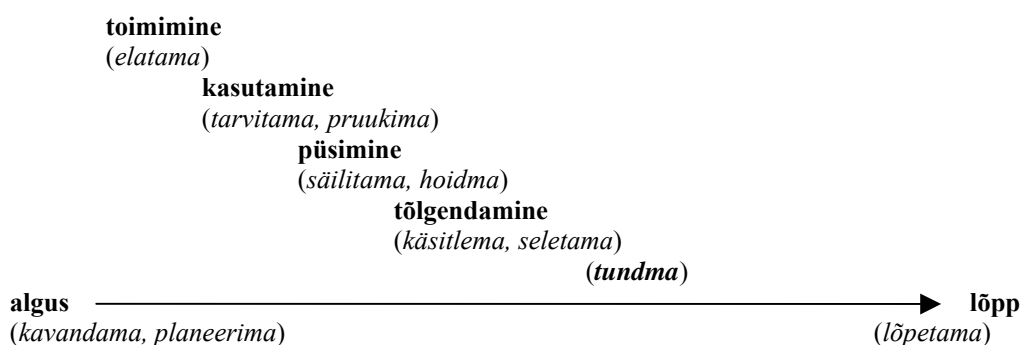 toimimine
(elatama)
kasutamine
(tarvitama, pruukima)
püsimine
(säilitama, hoidma)
tõlgendamine
(käsitlema, seletama)
(tundma)
algus lõpp
(kavandama, planeerima) (lõpetama)